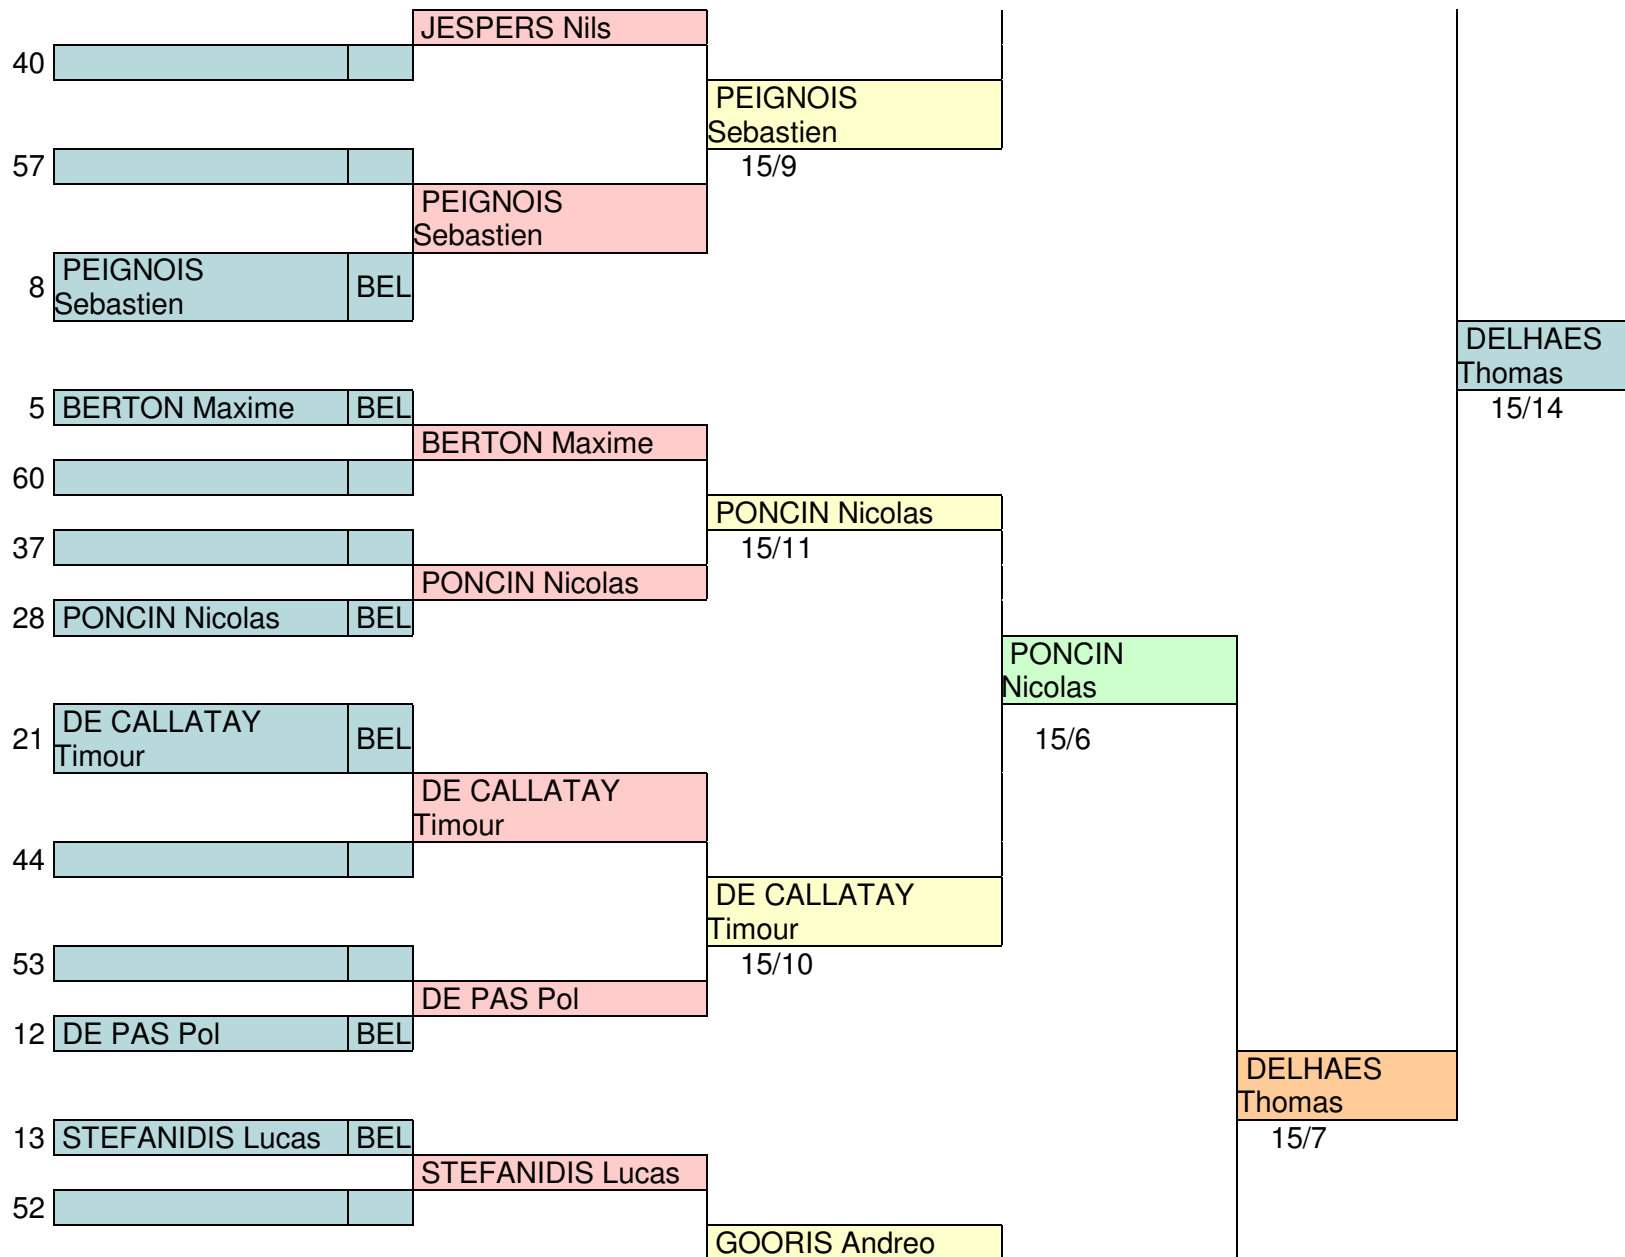 JESPERS Nils
40
PEIGNOIS
Sebastien
57
15/9
PEIGNOIS
Sebastien
8 PEIGNOIS
Sebastien BEL
DELHAES
Thomas
5 BERTON Maxime BEL
15/14
BERTON Maxime
60
PONCIN Nicolas
37
15/11
PONCIN Nicolas
28 PONCIN Nicolas BEL
PONCIN
Nicolas
21 DE CALLATAY
Timour BEL
15/6
DE CALLATAY
Timour
44
DE CALLATAY
Timour
53
15/10
DE PAS Pol
12 DE PAS Pol BEL
DELHAES
Thomas
13 STEFANIDIS Lucas BEL
15/7
STEFANIDIS Lucas
52
GOORIS Andreo